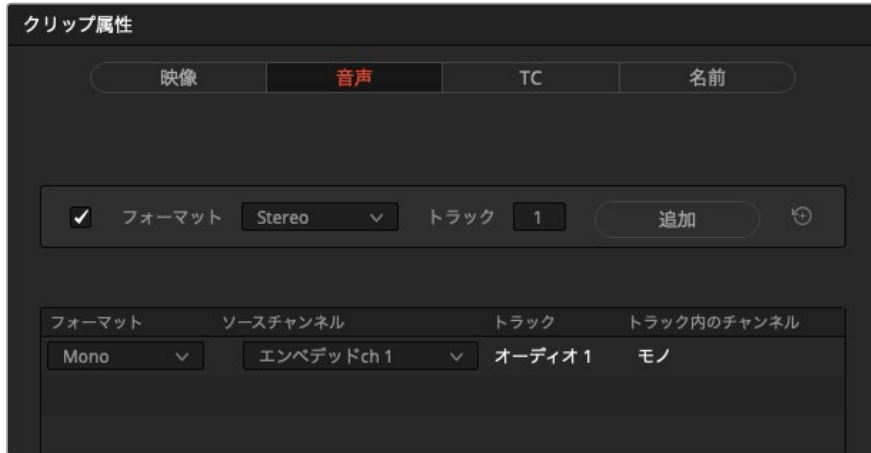 クリップ属性
映像 音声 TC 名前
フォーマット Stereo トラック 1 追加
フォーマット ソースチャンネル トラック トラック内のチャンネル
Mono エンベデッドch 1 オーディオ 1 モノ